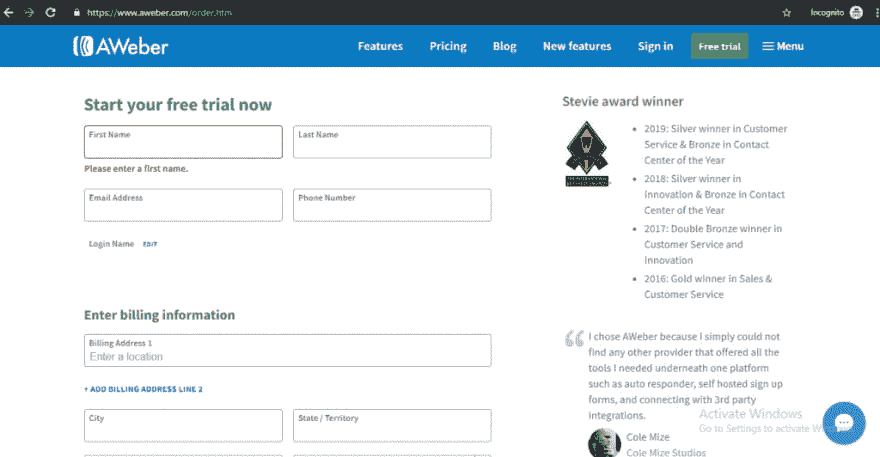 https://www.aweber.com/order.htm
Incognito
AWeber
Features
Pricing
Blog
New features
Sign in
Free trial
Menu
Start your free trial now
First Name
Last Name
Please enter a first name.
Email Address
Phone Number
Login Name EDIT
Enter billing information
Billing Address 1
Enter a location
+ ADD BILLING ADDRESS LINE 2
City
State / Territory
Stevie award winner
2019: Silver winner in Customer
Service & Bronze in Contact
Center of the Year
2018: Silver winner in
Innovation & Bronze in Contact
Center of the Year
2017: Double Bronze winner in
Customer Service and
Innovation
2016: Gold winner in Sales &
Customer Service
I chose AWeber because I simply could not
find any other provider that offered all the
tools I needed underneath one platform
such as auto responder, self hosted sign up
forms, and connecting with 3rd party
integrations.
Cole Mize
Cole Mize Studios
Activate Windows
Go to Settings to activate